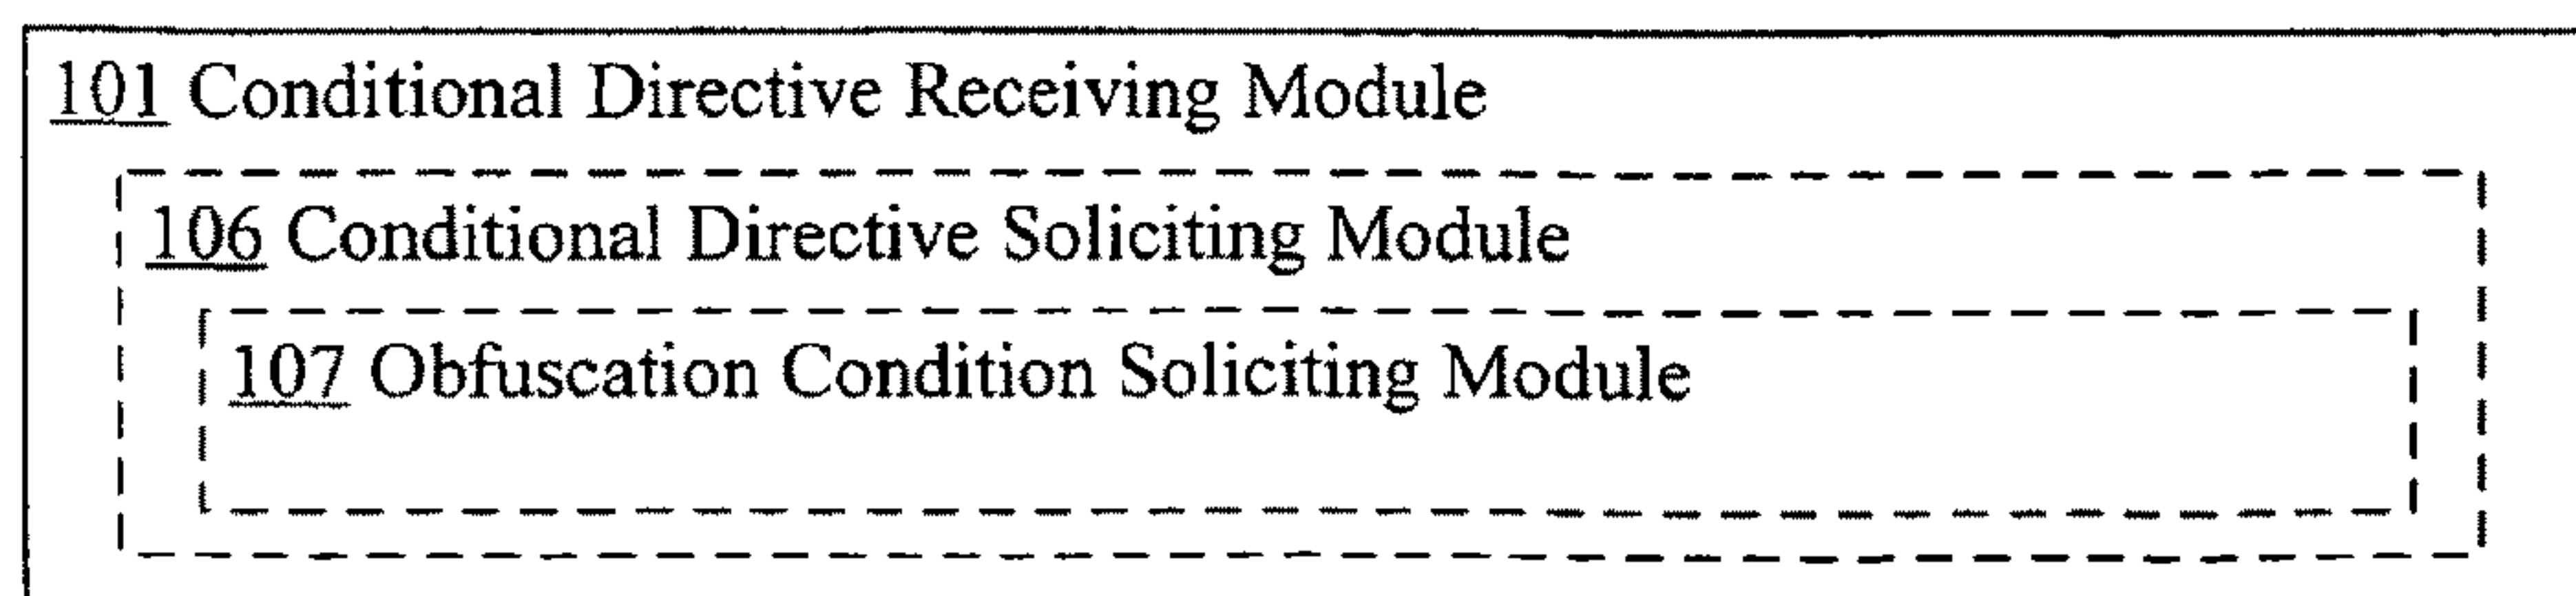 101 Conditional Directive Receiving Module
106 Conditional Directive Soliciting Module
107 Obfuscation Condition Soliciting Module